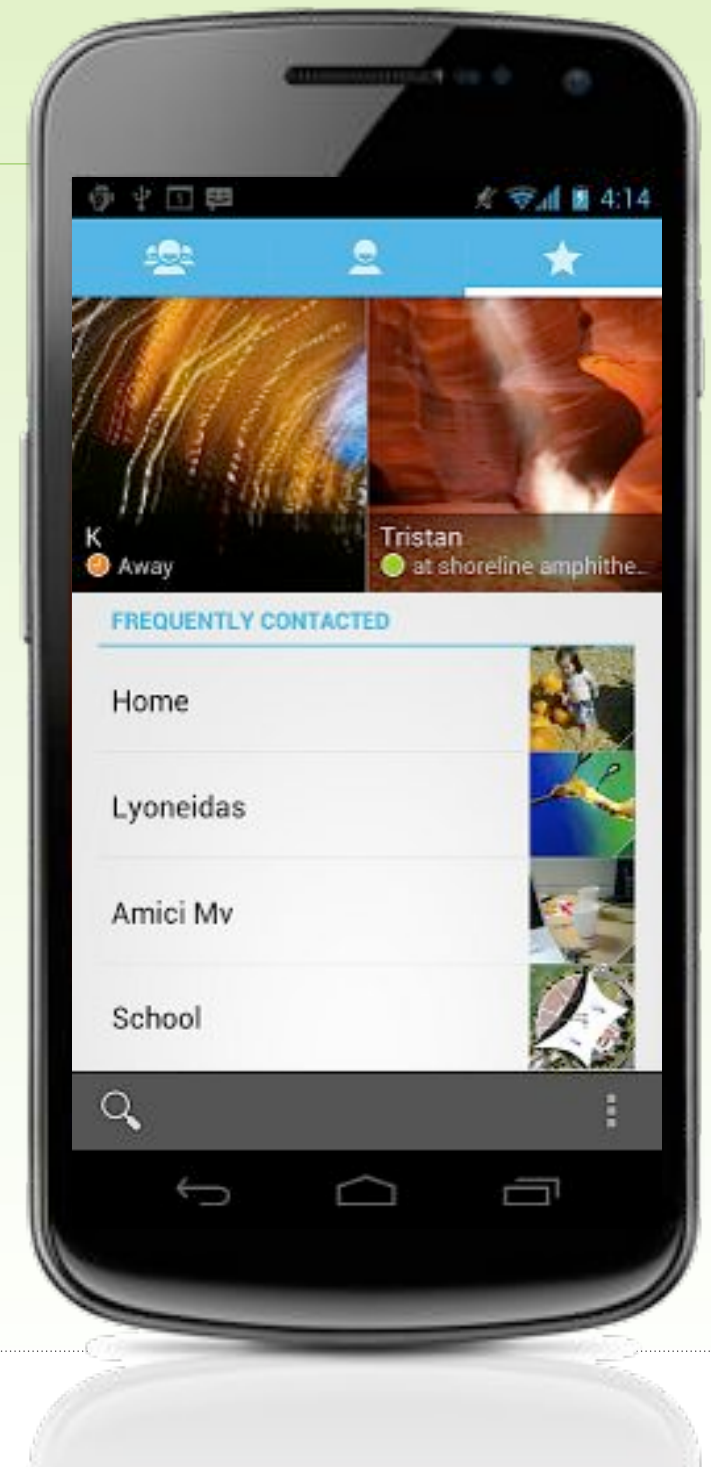 4:14
K
Away
Tristan
at shoreline amphithe...
FREQUENTLY CONTACTED
Home
Lyoneidas
Amici Mv
School